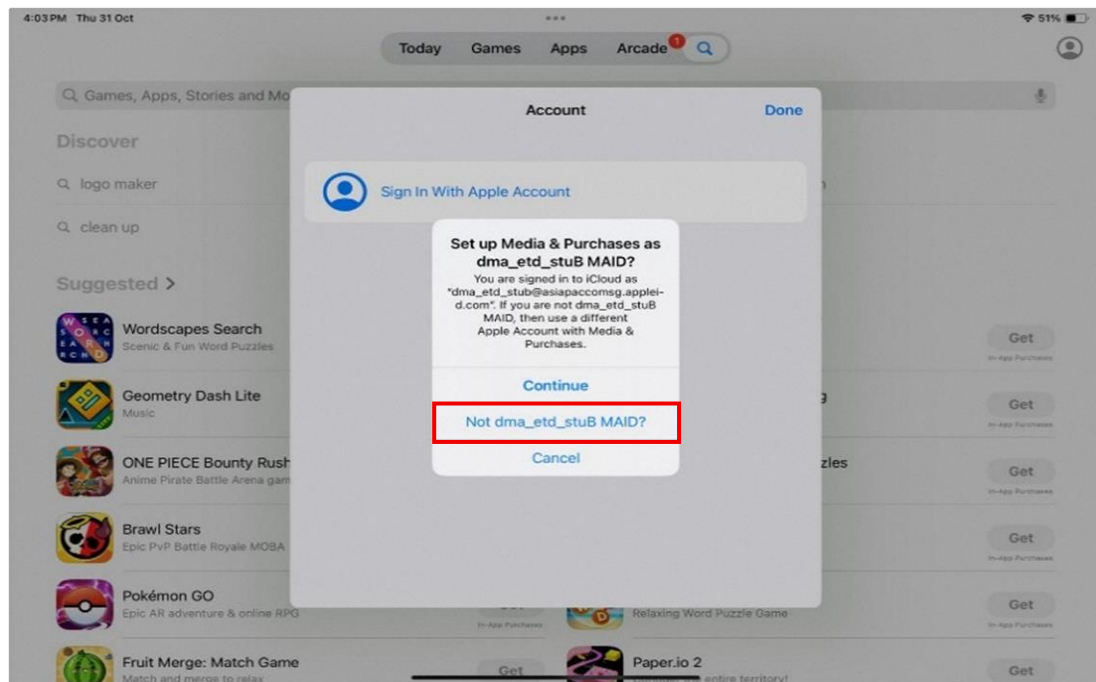 4:03 PM Thu 31 Oct
51%
Today Games Apps Arcade 1
Games, Apps, Stories and Mo
Account Done
Discover
logo maker
Sign In With Apple Account
clean up
Set up Media & Purchases as
dma_etd_stuB MAID?
You are signed in to iCloud as
"dma_etd_stub@asiapaccomsg.applei-
d.com". If you are not dma_etd_stuB
MAID, then use a different
Apple Account with Media &
Purchases.
Continue
Not dma_etd_stuB MAID?
Cancel
Suggested >
WSEA
SORC
EARH
RCHD
Wordscapes Search
Scenic & Fun Word Puzzles
Get
In-App Purchases
Geometry Dash Lite
Music
g
Get
In-App Purchases
ONE PIECE Bounty Rush
Anime Pirate Battle Arena gam
zles
Get
In-App Purchases
Brawl Stars
Epic PvP Battle Royale MOBA
Get
In-App Purchases
Pokémon GO
Epic AR adventure & online RPG
In-App Purchases
Relaxing Word Puzzle Game
Get
In-App Purchases
Fruit Merge: Match Game
Match and merge to relax
Get
Paper.io 2
entire territory!
Get